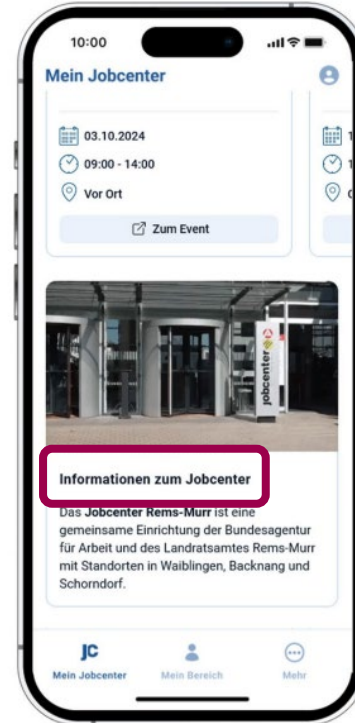 10:00
Mein Jobcenter
03.10.2024
09:00 - 14:00
Vor Ort
Zum Event
jobcenter
Informationen zum Jobcenter
Das Jobcenter Rems-Murr ist eine
gemeinsame Einrichtung der Bundesagentur
für Arbeit und des Landratsamtes Rems-Murr
mit Standorten in Waiblingen, Backnang und
Schorndorf.
JC
Mein Jobcenter
Mein Bereich
Mehr